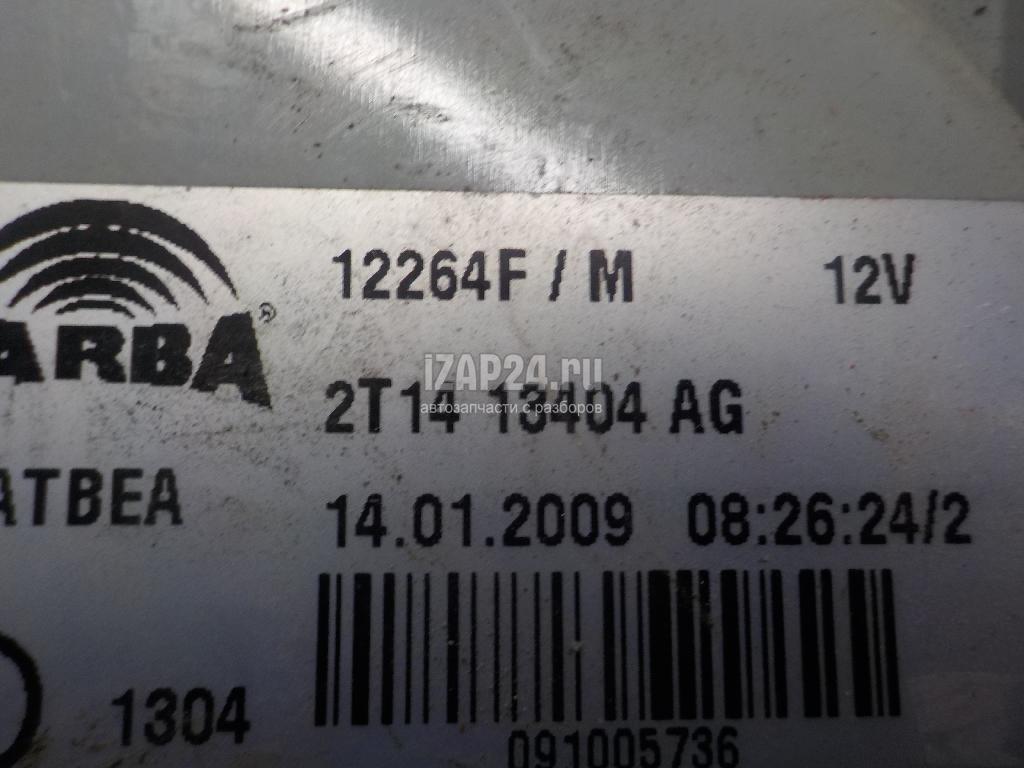 12264F / M 12V
ARBA®
iZAP24.ru
2T14 13404 AG
автозапчасти с разборов
ATBEA
14.01.2009 08:26:24/2
1304
091005736